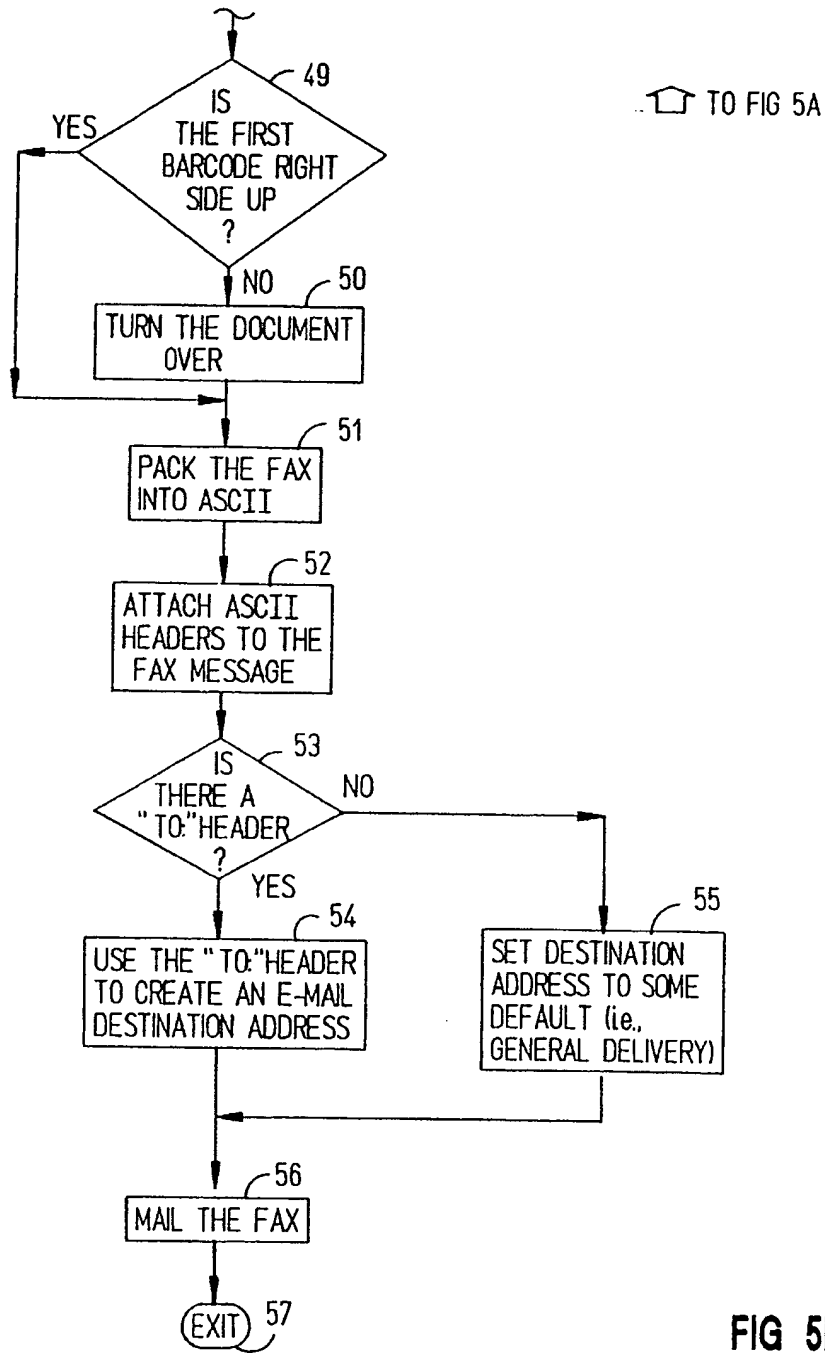 49
TO FIG 5A
IS
THE FIRST
BARCODE RIGHT
SIDE UP
?
YES
NO
50
TURN THE DOCUMENT
OVER
51
PACK THE FAX
INTO ASCII
52
ATTACH ASCII
HEADERS TO THE
FAX MESSAGE
53
IS
THERE A
"TO:"HEADER
?
NO
YES
54
USE THE "TO:"HEADER
TO CREATE AN E-MAIL
DESTINATION ADDRESS
55
SET DESTINATION
ADDRESS TO SOME
DEFAULT (i.e.,
GENERAL DELIVERY)
56
MAIL THE FAX
EXIT
57
FIG 5